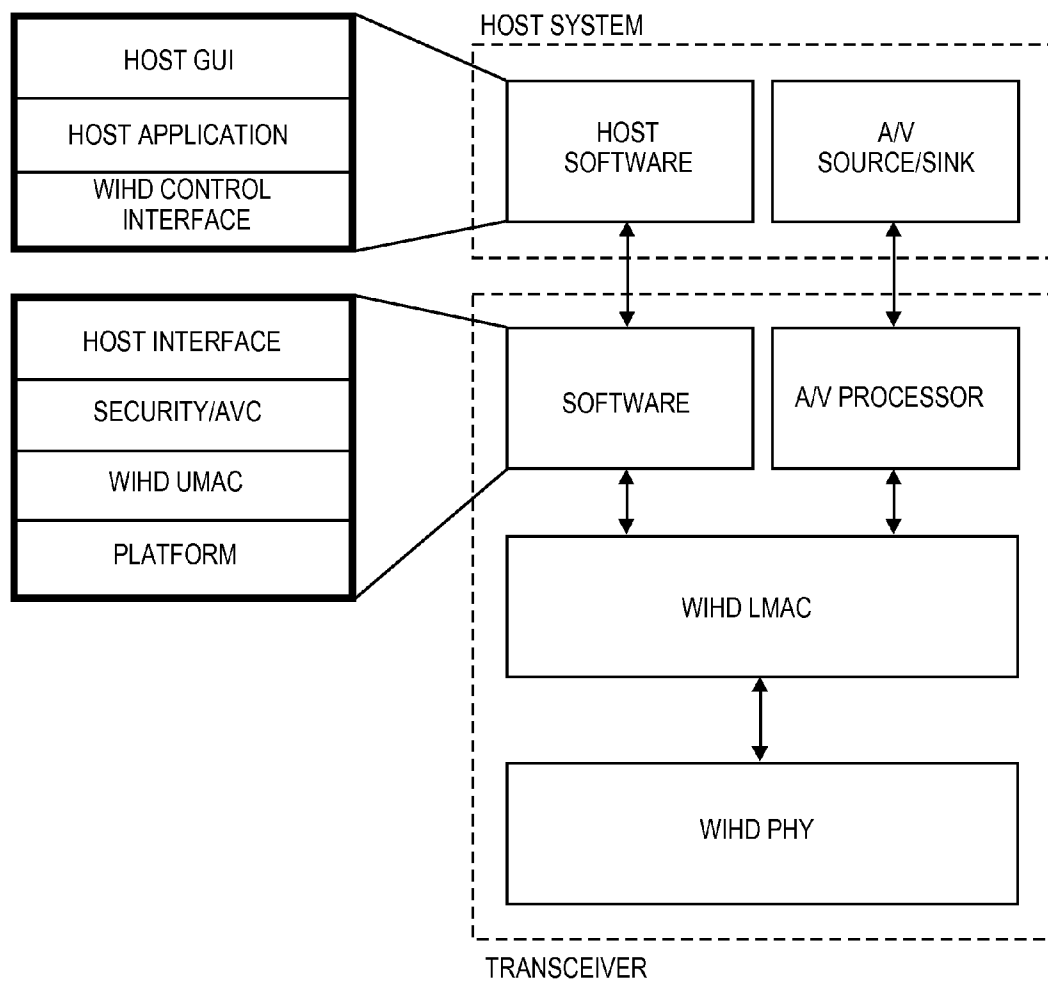 HOST SYSTEM
HOST GUI
HOST APPLICATION
WIHD CONTROL
INTERFACE
HOST
SOFTWARE
A/V
SOURCE/SINK
HOST INTERFACE
SECURITY/AVC
WIHD UMAC
PLATFORM
SOFTWARE
A/V PROCESSOR
WIHD LMAC
WIHD PHY
TRANSCEIVER